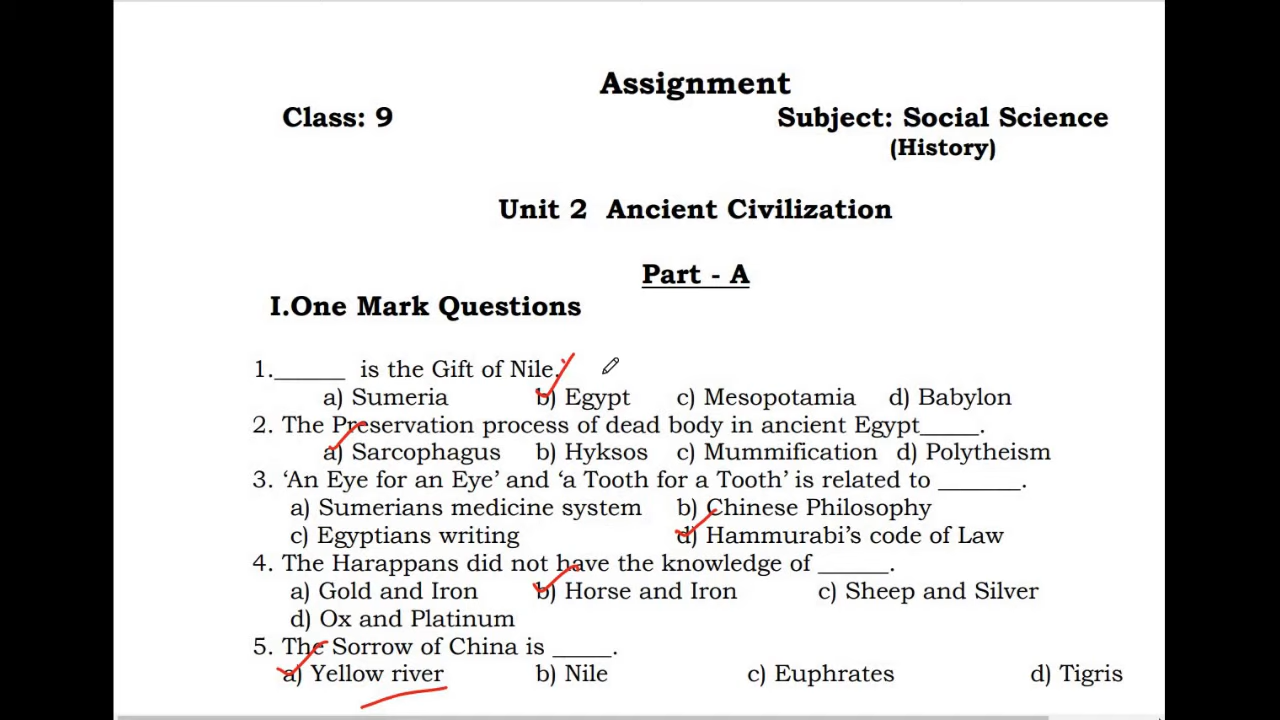 Assignment
Class: 9 Subject: Social Science
(History)
Unit 2 Ancient Civilization
Part - A
I.One Mark Questions
1.______ is the Gift of Nile.
a) Sumeria b) Egypt c) Mesopotamia d) Babylon
2. The Preservation process of dead body in ancient Egypt_____.
a) Sarcophagus b) Hyksos c) Mummification d) Polytheism
3. ‘An Eye for an Eye’ and ‘a Tooth for a Tooth’ is related to _______.
a) Sumerians medicine system b) Chinese Philosophy
c) Egyptians writing d) Hammurabi’s code of Law
4. The Harappans did not have the knowledge of ______.
a) Gold and Iron b) Horse and Iron c) Sheep and Silver
d) Ox and Platinum
5. The Sorrow of China is _____.
a) Yellow river b) Nile c) Euphrates d) Tigris